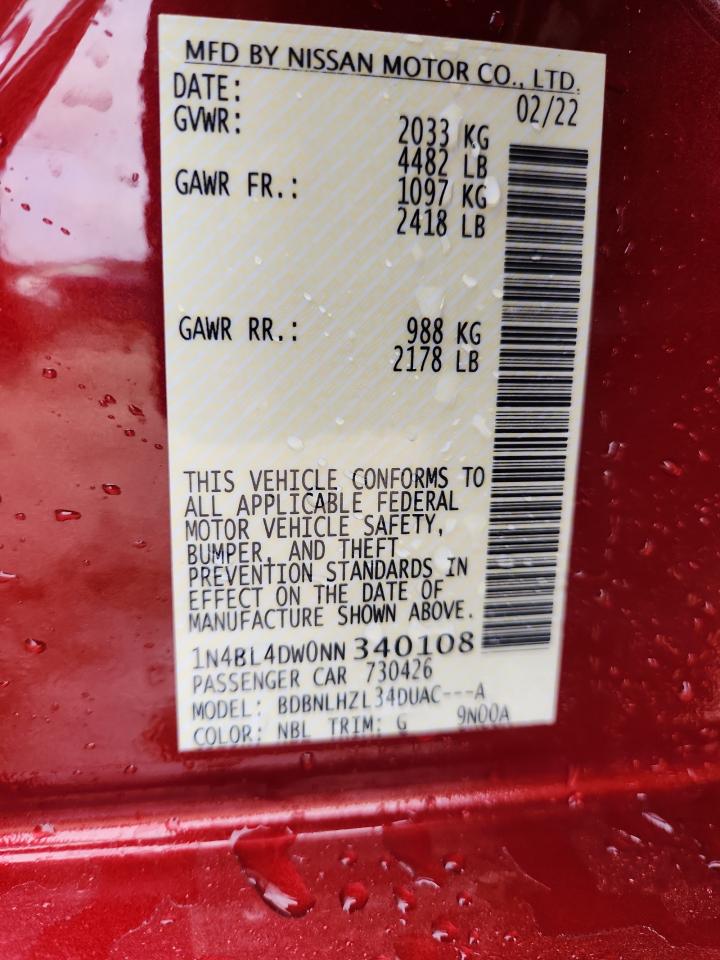 MFD BY NISSAN MOTOR CO., LTD.
DATE: 02/22
GVWR: 2033 KG
4482 LB
GAWR FR.: 1097 KG
2418 LB
GAWR RR.: 988 KG
2178 LB
THIS VEHICLE CONFORMS TO
ALL APPLICABLE FEDERAL
MOTOR VEHICLE SAFETY,
BUMPER, AND THEFT
PREVENTION STANDARDS IN
EFFECT ON THE DATE OF
MANUFACTURE SHOWN ABOVE.
1N4BL4DW0NN 340108
PASSENGER CAR 730426
MODEL: BDBNLHZL34DUAC---A
COLOR: NBL TRIM: G 9N00A